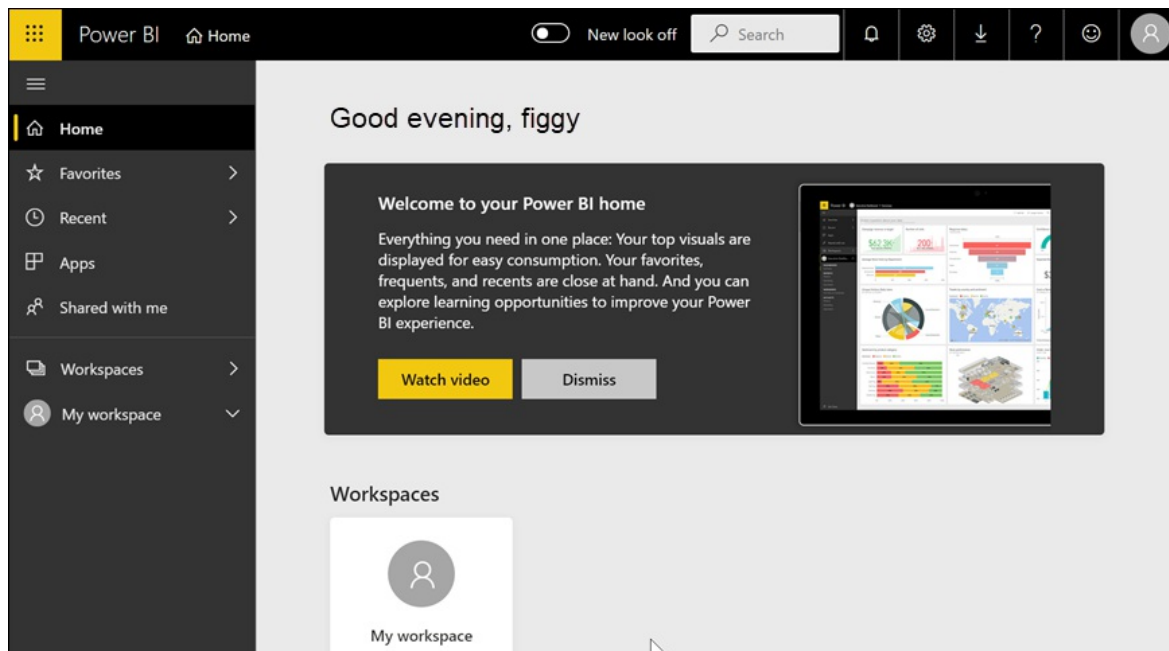 Power BI Home New look off Search
Home
Good evening, figgy
Favorites
Recent
Apps
Shared with me
Workspaces
My workspace
Welcome to your Power BI home
Everything you need in one place: Your top visuals are
displayed for easy consumption. Your favorites,
frequents, and recents are close at hand. And you can
explore learning opportunities to improve your Power
BI experience.
Watch video Dismiss
Workspaces
My workspace